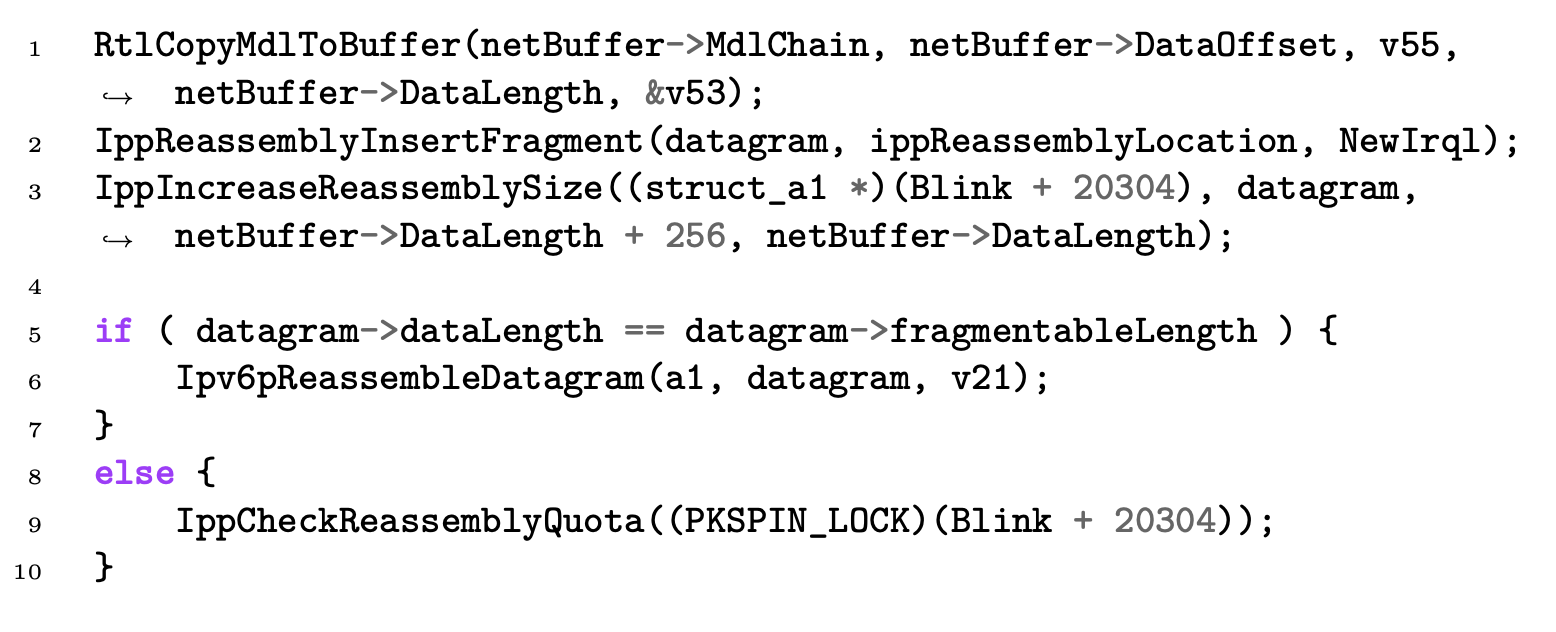 1 RtlCopyMdlToBuffer(netBuffer->MdlChain, netBuffer->DataOffset, v55,
↪ netBuffer->DataLength, &v53);
2 IppReassemblyInsertFragment(datagram, ippReassemblyLocation, NewIrql);
3 IppIncreaseReassemblySize((struct_a1 *)(Blink + 20304), datagram,
↪ netBuffer->DataLength + 256, netBuffer->DataLength);
4
5 if ( datagram->dataLength == datagram->fragmentableLength ) {
6     Ipv6pReassembleDatagram(a1, datagram, v21);
7 }
8 else {
9     IppCheckReassemblyQuota((PKSPIN_LOCK)(Blink + 20304));
10 }